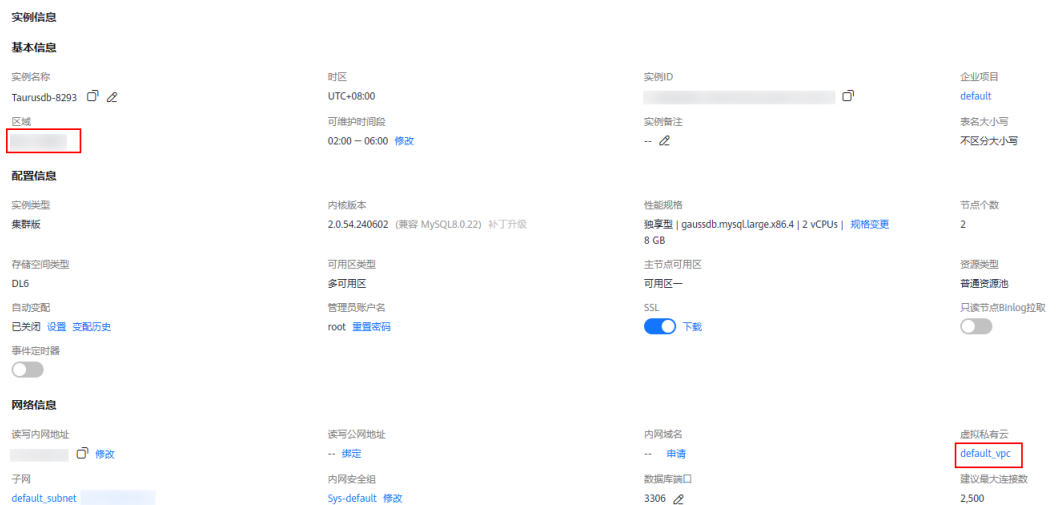 实例信息
基本信息
实例名称 时区 实例ID 企业项目
Taurusdb-8293 UTC+08:00 default
区域 可维护时间段 实例备注 表名大小写
02:00 — 06:00 修改 -- 不区分大小写
配置信息
实例类型 内核版本 性能规格 节点个数
集群版 2.0.54.240602 (兼容 MySQL8.0.22) 补丁升级 独享型 | gaussdb.mysql.large.x86.4 | 2 vCPUs | 规格变更 2
8 GB
存储空间类型 可用区类型 主节点可用区 资源类型
DL6 多可用区 可用区一 普通资源池
自动变配 管理员账户名 SSL 只读节点Binlog拉取
已关闭 设置 变配历史 root 重置密码 下载
事件定时器
网络信息
读写内网地址 读写公网地址 内网域名 虚拟私有云
修改 -- 绑定 -- 申请 default_vpc
子网 内网安全组 数据库端口 建议最大连接数
default_subnet Sys-default 修改 3306 2,500